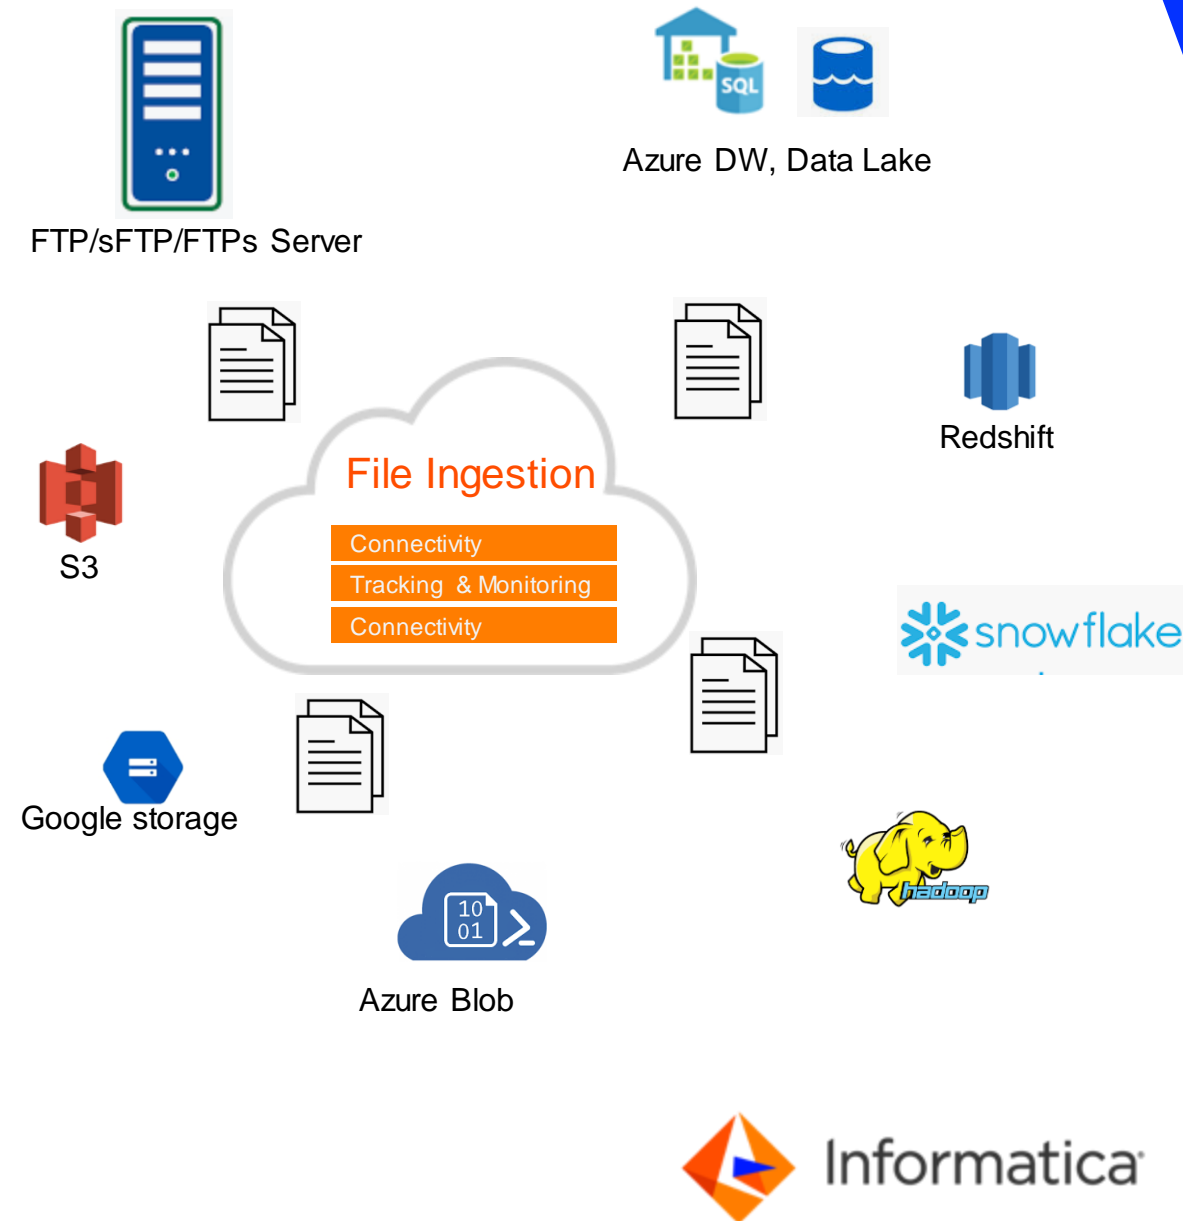 SQL
Azure DW, Data Lake
FTP/sFTP/FTPs Server
Redshift
File Ingestion
Connectivity
Tracking & Monitoring
Connectivity
S3
snowflake
Google storage
hadoop
10
01
Azure Blob
Informatica